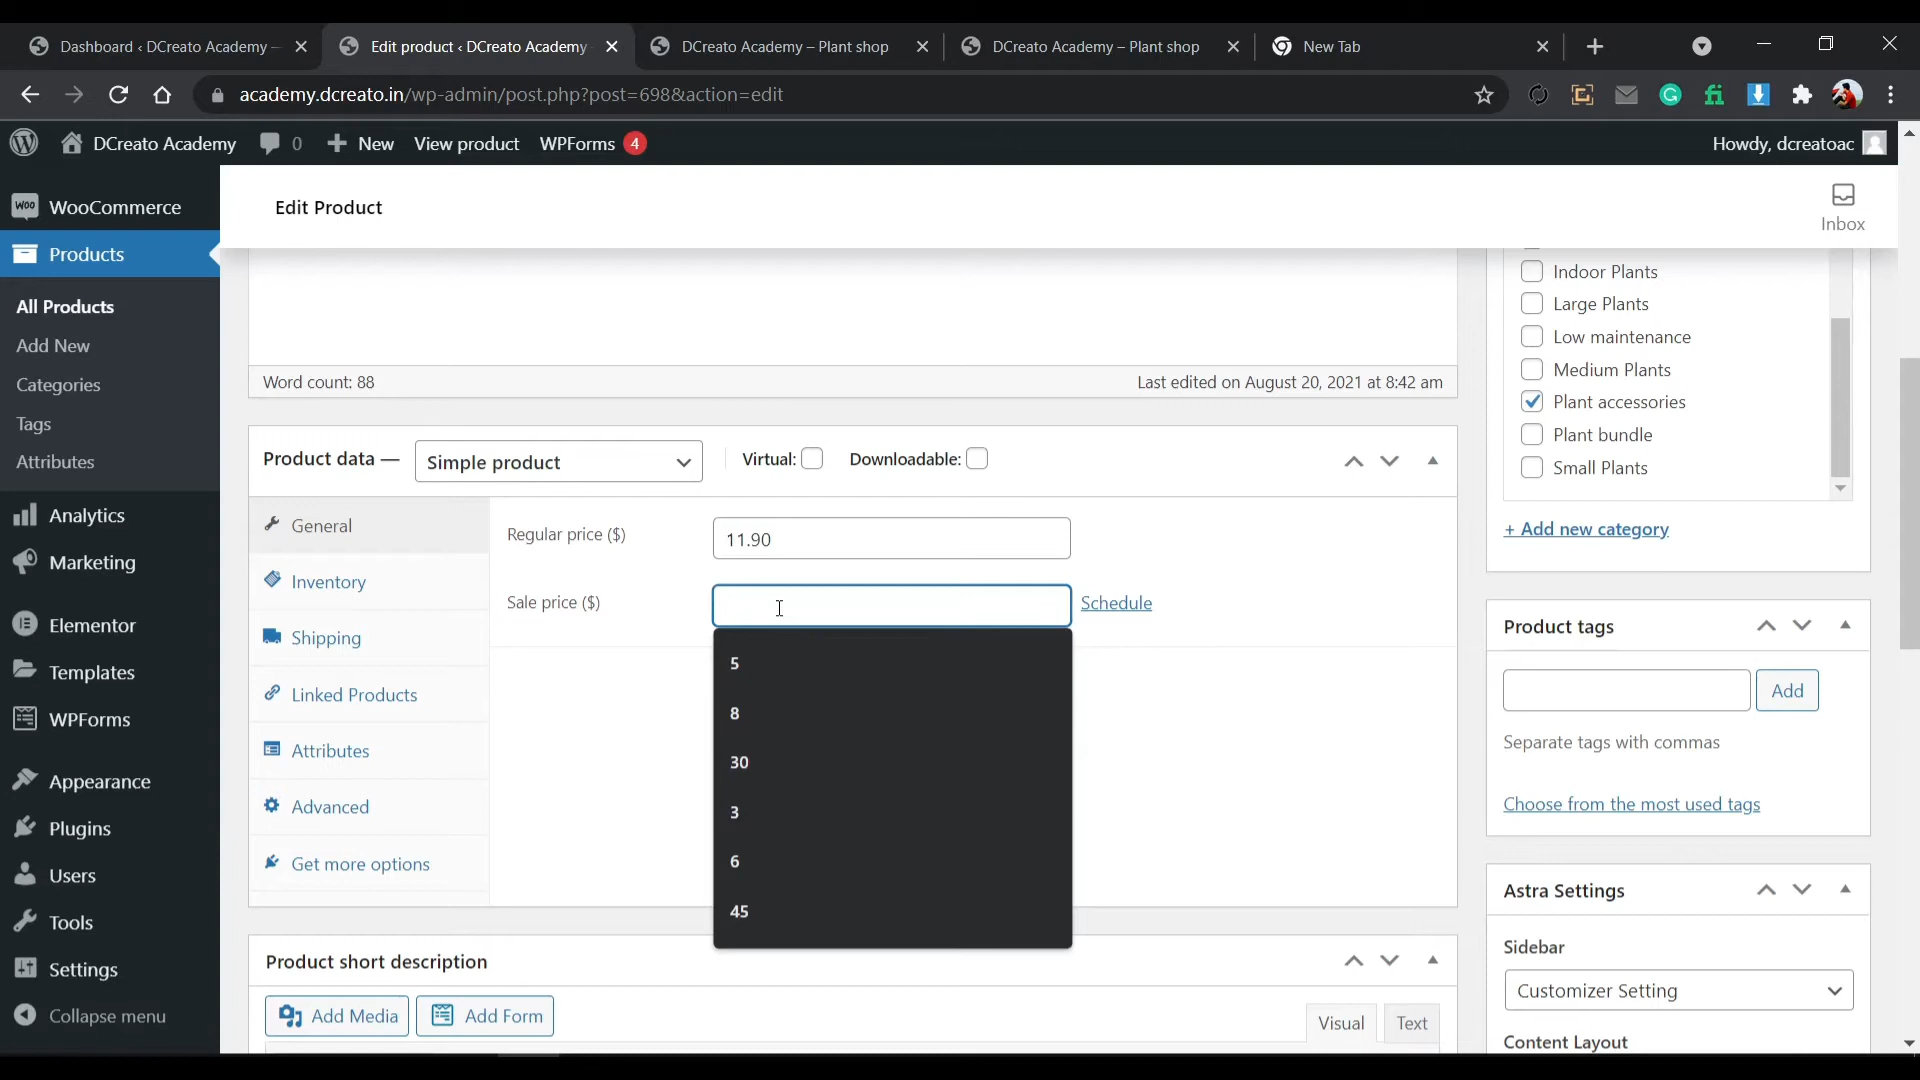 Dashboard ‹ DCreato Academy —
Edit product ‹ DCreato Academy
DCreato Academy – Plant shop
DCreato Academy – Plant shop
New Tab
academy.dcreato.in/wp-admin/post.php?post=698&action=edit
DCreato Academy
0
New
View product
WPForms 4
Howdy, dcreatoac
WooCommerce
Products
All Products
Add New
Categories
Tags
Attributes
Analytics
Marketing
Elementor
Templates
WPForms
Appearance
Plugins
Users
Tools
Settings
Collapse menu
Edit Product
Inbox
Word count: 88
Last edited on August 20, 2021 at 8:42 am
Product data —
Simple product
Virtual:
Downloadable:
General
Inventory
Shipping
Linked Products
Attributes
Advanced
Get more options
Regular price ($)
11.90
Sale price ($)
Schedule
5
8
30
3
6
45
Product short description
Add Media
Add Form
Visual
Text
Indoor Plants
Large Plants
Low maintenance
Medium Plants
Plant accessories
Plant bundle
Small Plants
+ Add new category
Product tags
Add
Separate tags with commas
Choose from the most used tags
Astra Settings
Sidebar
Customizer Setting
Content Layout